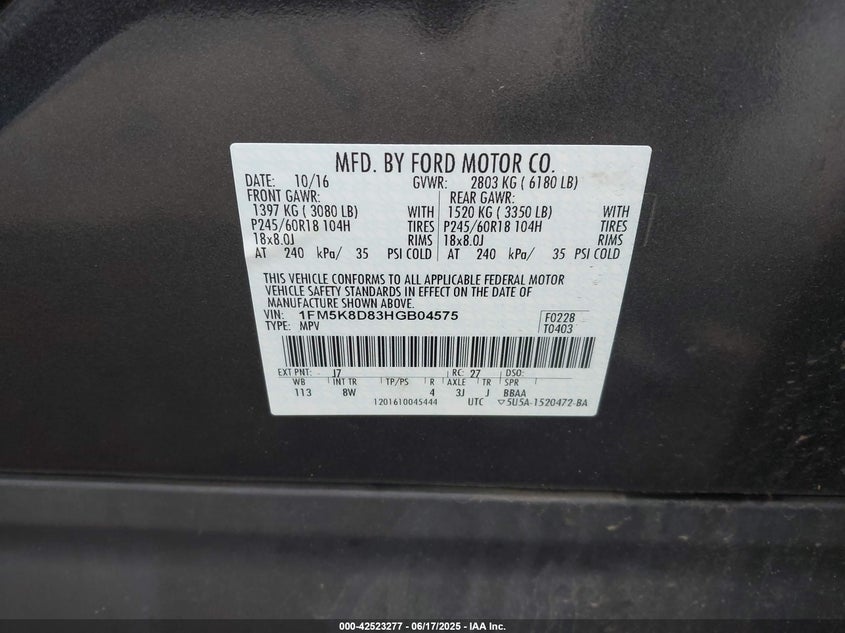 MFD. BY FORD MOTOR CO.
DATE: 10/16 GVWR: 2803 KG ( 6180 LB)
FRONT GAWR: REAR GAWR:
1397 KG ( 3080 LB) WITH 1520 KG ( 3350 LB) WITH
P245/60R18 104H TIRES P245/60R18 104H TIRES
18x8.0J RIMS 18x8.0J RIMS
AT 240 kPa/ 35 PSI COLD AT 240 kPa/ 35 PSI COLD
THIS VEHICLE CONFORMS TO ALL APPLICABLE FEDERAL MOTOR
VEHICLE SAFETY STANDARDS IN EFFECT ON THE DATE OF
MANUFACTURE SHOWN ABOVE.
VIN: 1FM5K8D83HGB04575 F0228
TYPE: MPV T0403
EXT PNT: J7 RC: 27 DSO:
WB INT TR TP/PS R AXLE TR SPR
113 8W 4 3J J BBAA
1201610045444 UTC ▽5U5A-1520472-BA
000-42523277 - 06/17/2025 - IAA Inc.